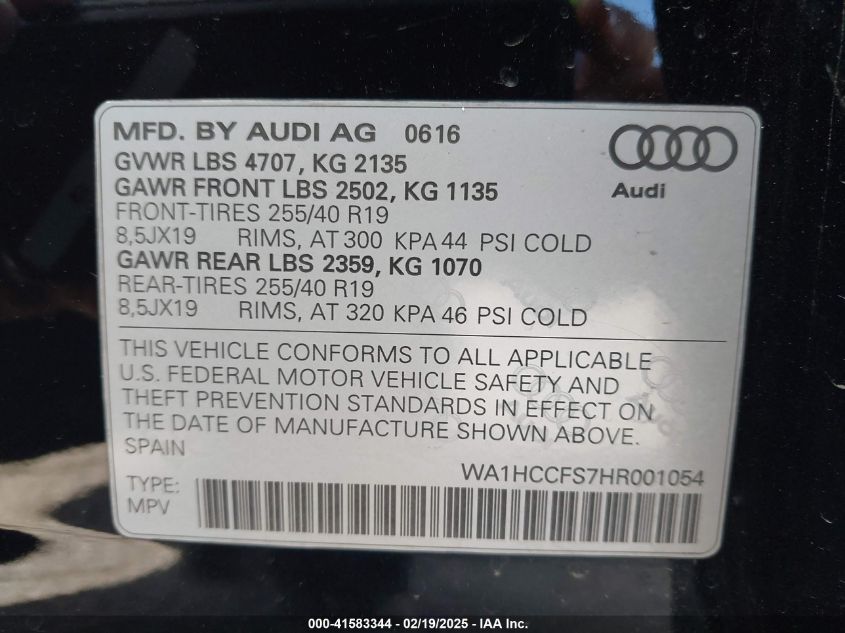 MFD. BY AUDI AG 0616
GVWR LBS 4707, KG 2135
GAWR FRONT LBS 2502, KG 1135
FRONT-TIRES 255/40 R19
8,5JX19 RIMS, AT 300 KPA 44 PSI COLD
GAWR REAR LBS 2359, KG 1070
REAR-TIRES 255/40 R19
8,5JX19 RIMS, AT 320 KPA 46 PSI COLD
Audi
THIS VEHICLE CONFORMS TO ALL APPLICABLE
U.S. FEDERAL MOTOR VEHICLE SAFETY AND
THEFT PREVENTION STANDARDS IN EFFECT ON
THE DATE OF MANUFACTURE SHOWN ABOVE.
SPAIN
WA1HCCFS7HR001054
TYPE:
MPV
000-41583344 / 02/19/2025 - IAA Inc.